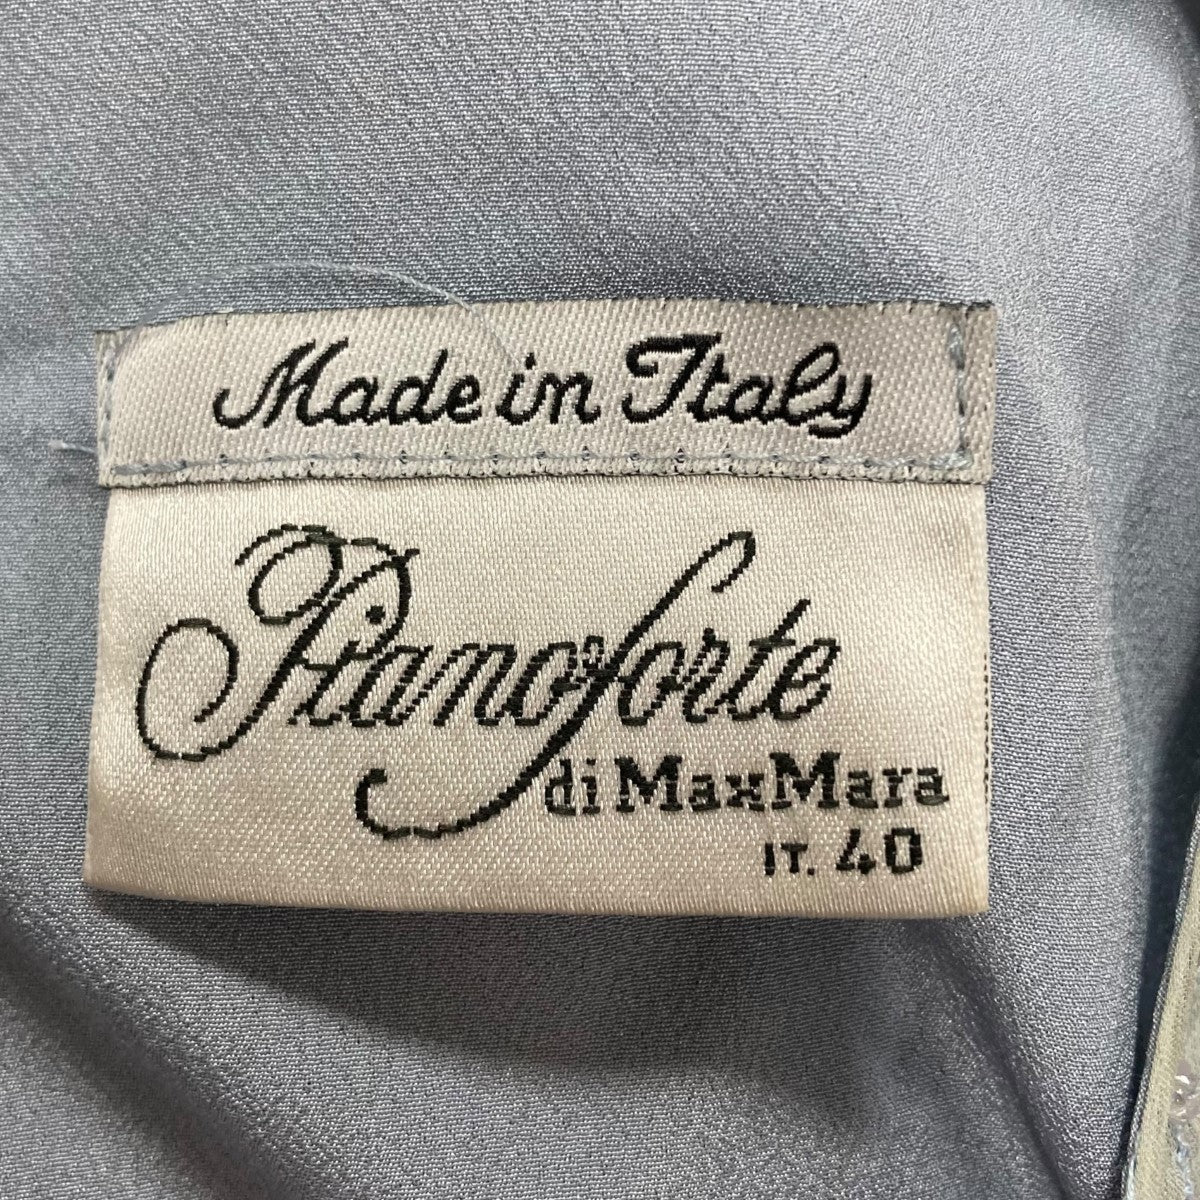 Made in Italy
Pianoforte
di MaxMara
IT. 40